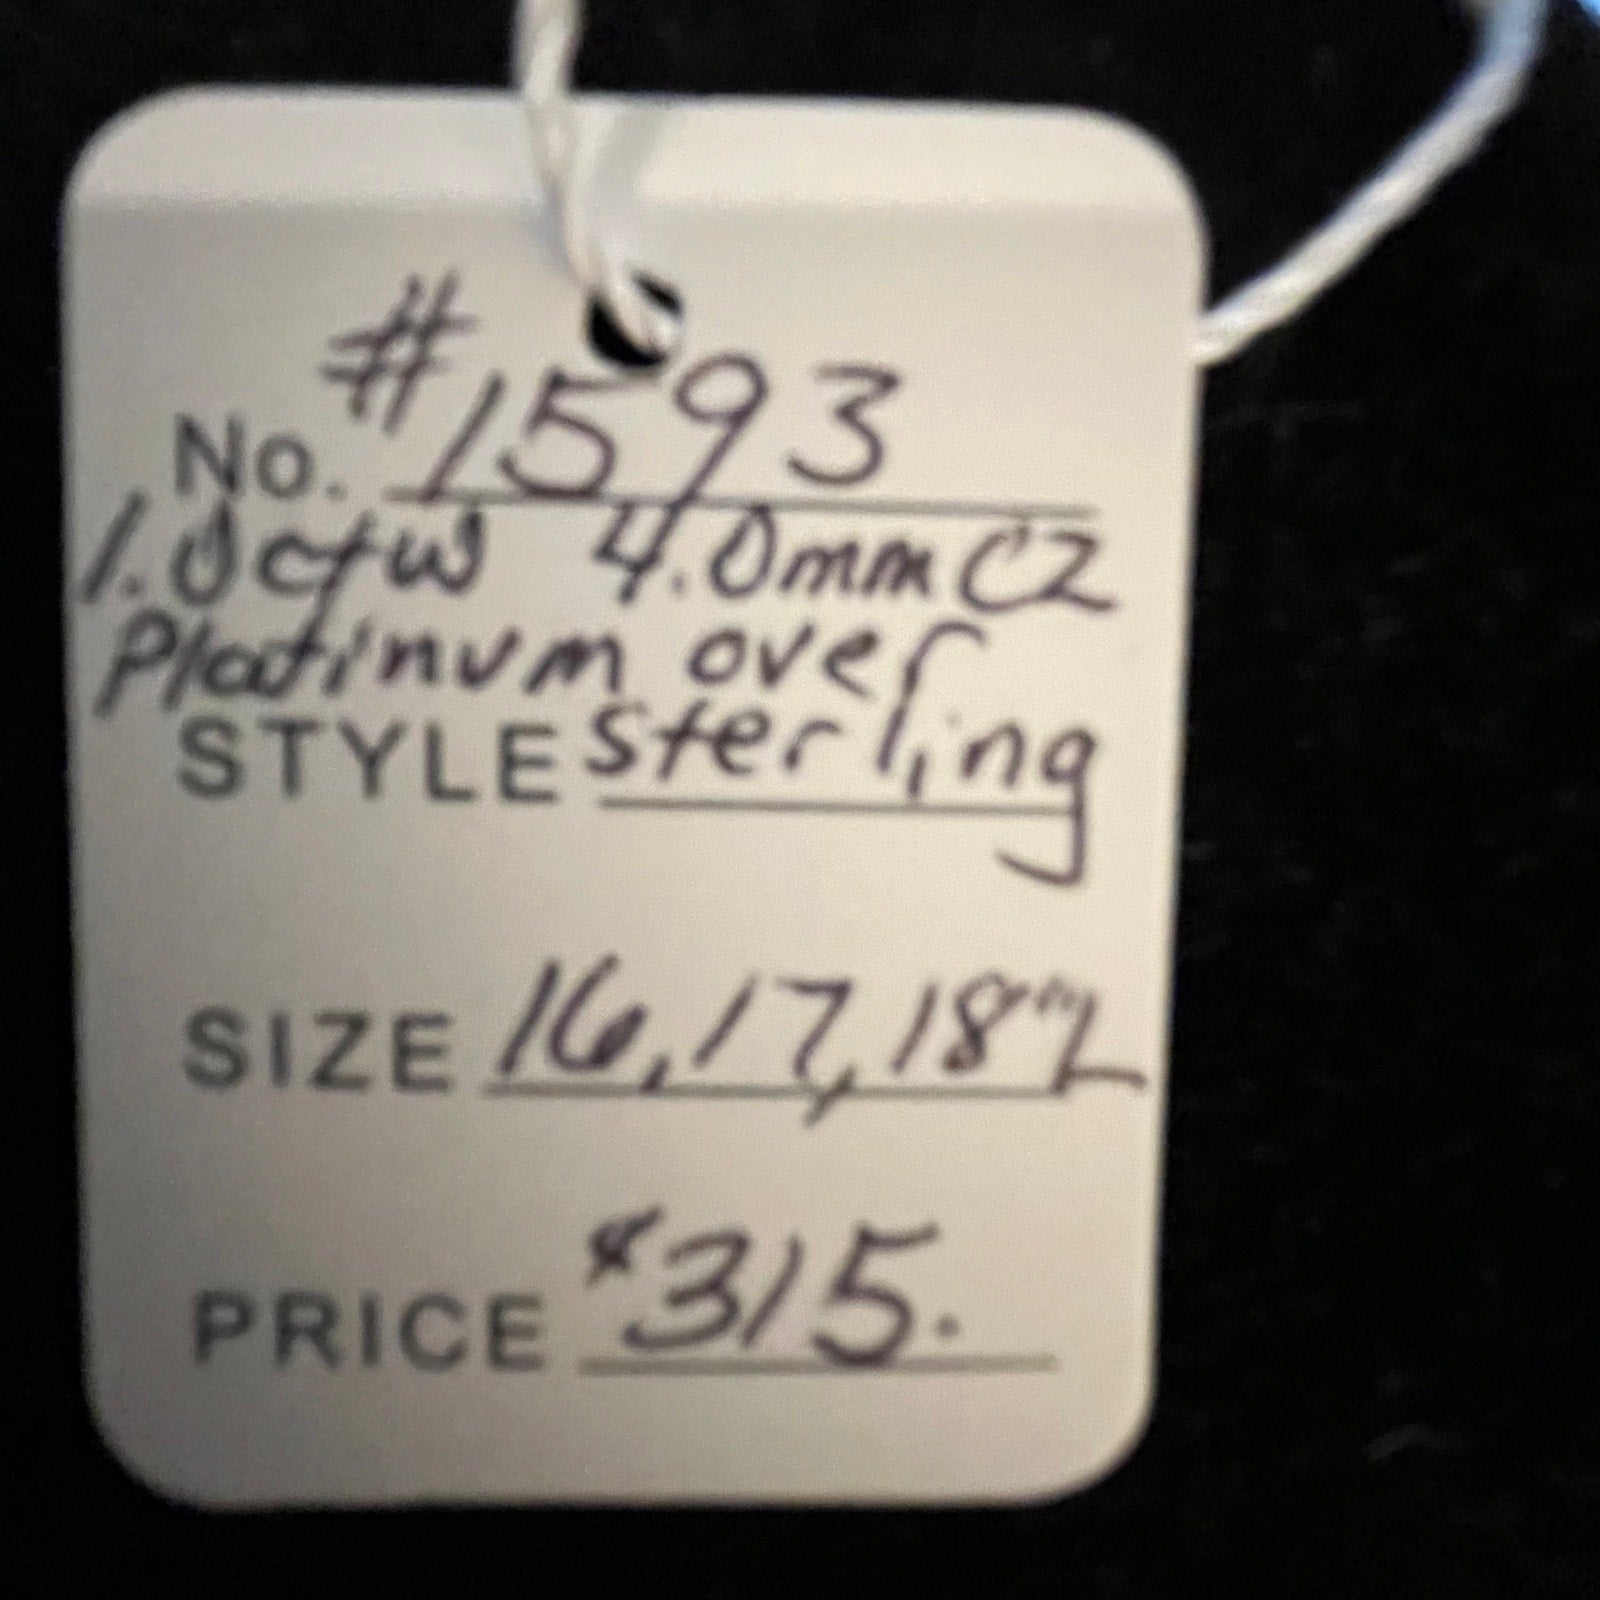 No. #1593
1.0ctw 4.0mm CZ
Platinum over
STYLE sterling
SIZE 16, 17, 18"L
PRICE $315.